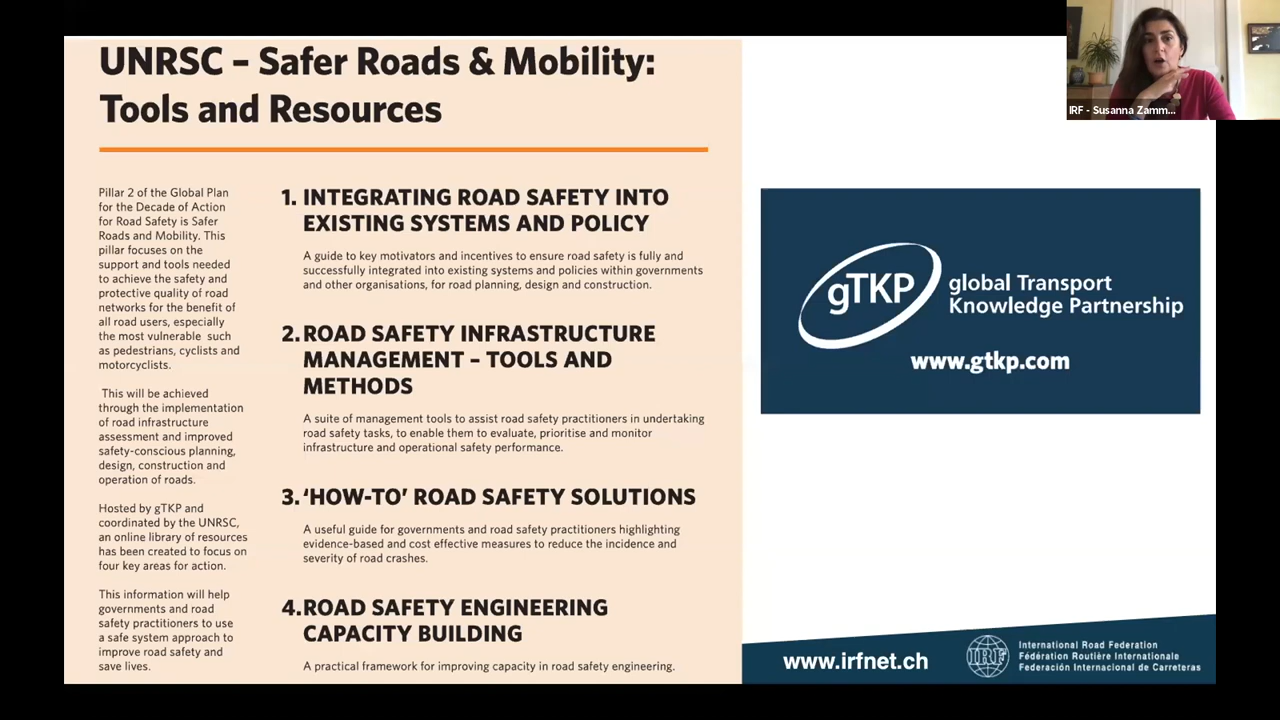 UNRSC – Safer Roads & Mobility:
Tools and Resources
Pillar 2 of the Global Plan
for the Decade of Action
for Road Safety is Safer
Roads and Mobility. This
pillar focuses on the
support and tools needed
to achieve the safety and
protective quality of road
networks for the benefit of
all road users, especially
the most vulnerable such
as pedestrians, cyclists and
motorcyclists.
This will be achieved
through the implementation
of road infrastructure
assessment and improved
safety-conscious planning,
design, construction and
operation of roads.
Hosted by gTKP and
coordinated by the UNRSC,
an online library of resources
has been created to focus on
four key areas for action.
This information will help
governments and road
safety practitioners to use
a safe system approach to
improve road safety and
save lives.
1. INTEGRATING ROAD SAFETY INTO
EXISTING SYSTEMS AND POLICY
A guide to key motivators and incentives to ensure road safety is fully and
successfully integrated into existing systems and policies within governments
and other organisations, for road planning, design and construction.
2. ROAD SAFETY INFRASTRUCTURE
MANAGEMENT – TOOLS AND
METHODS
A suite of management tools to assist road safety practitioners in undertaking
road safety tasks, to enable them to evaluate, prioritise and monitor
infrastructure and operational safety performance.
3. ‘HOW-TO’ ROAD SAFETY SOLUTIONS
A useful guide for governments and road safety practitioners highlighting
evidence-based and cost effective measures to reduce the incidence and
severity of road crashes.
4. ROAD SAFETY ENGINEERING
CAPACITY BUILDING
A practical framework for improving capacity in road safety engineering.
IRF - Susanna Zamm...
gTKP
global Transport
Knowledge Partnership
www.gtkp.com
www.irfnet.ch
IRF
International Road Federation
Fédération Routière Internationale
Federación Internacional de Carreteras